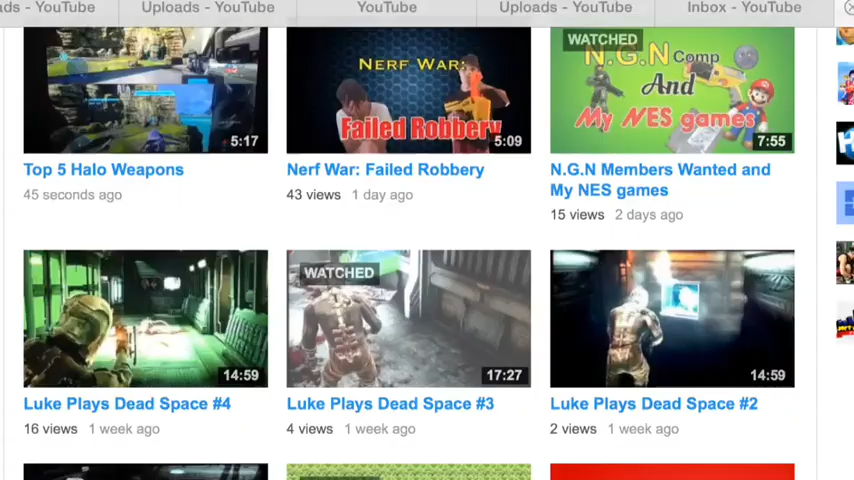 ads - YouTube
Uploads - YouTube
YouTube
Uploads - YouTube
Inbox - YouTube
NERF WAR:
Failed Robbery
5:17
5:09
WATCHED
N.G.N Comp
And
My NES games
7:55
Top 5 Halo Weapons
45 seconds ago
Nerf War: Failed Robbery
43 views 1 day ago
N.G.N Members Wanted and
My NES games
15 views 2 days ago
14:59
WATCHED
17:27
14:59
Luke Plays Dead Space #4
16 views 1 week ago
Luke Plays Dead Space #3
4 views 1 week ago
Luke Plays Dead Space #2
2 views 1 week ago